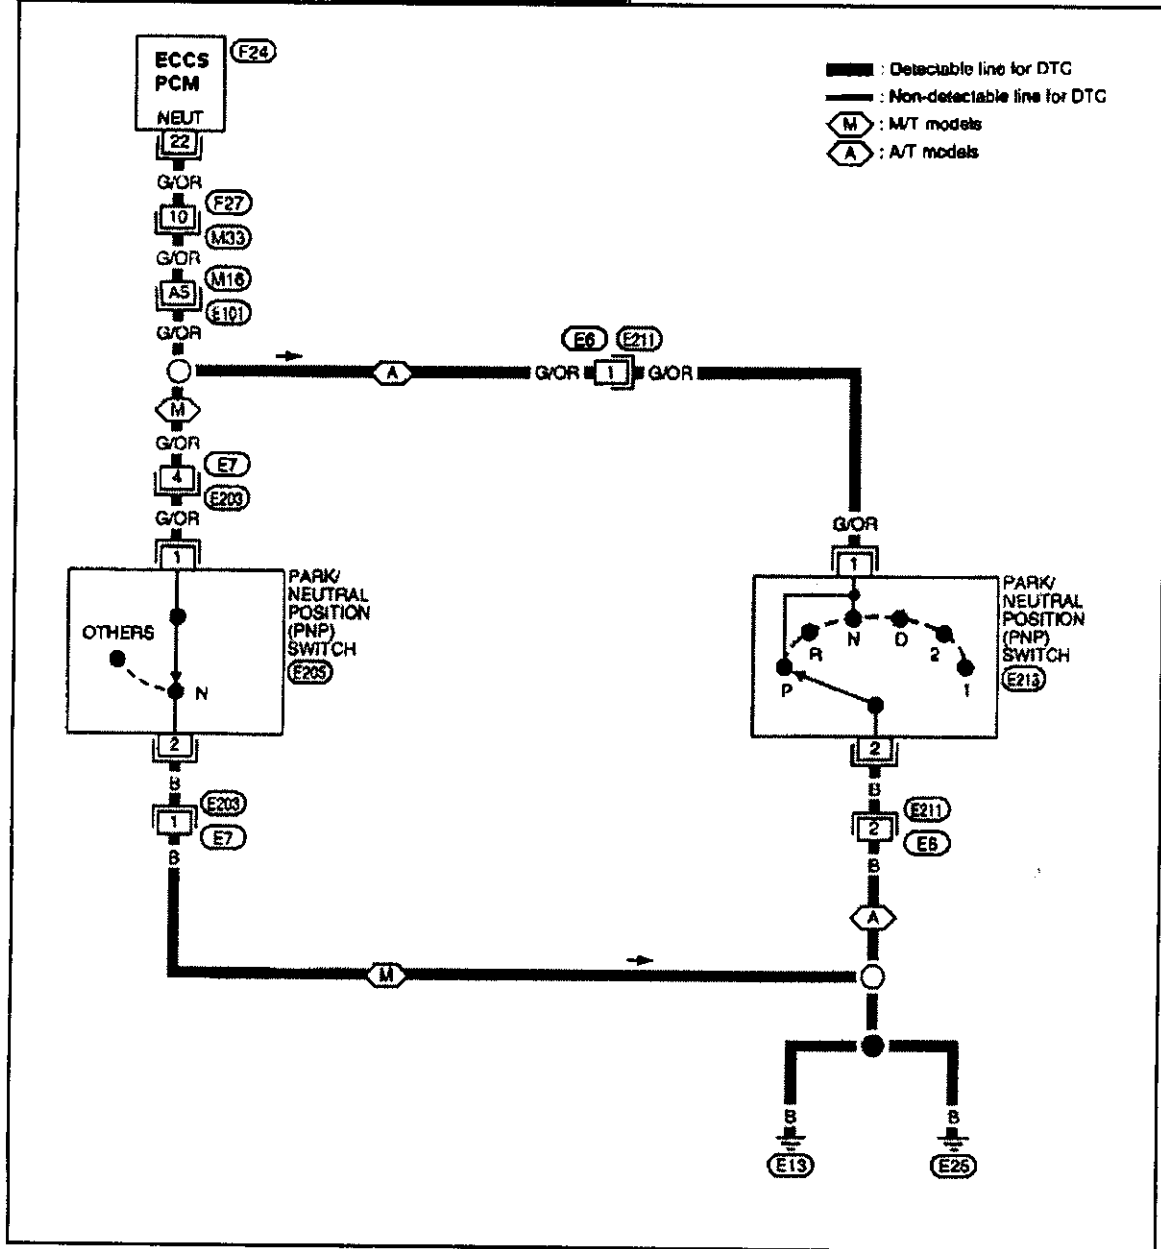 ECCS
PCM
NEUT
22
F24
: Detectable line for DTC
: Non-detectable line for DTC
M : M/T models
A : A/T models
G/OR
10
F27
M33
G/OR
A5
M16
E101
G/OR
A
G/OR
1
G/OR
E6
E211
M
G/OR
4
E7
E203
G/OR
1
OTHERS
N
PARK/
NEUTRAL
POSITION
(PNP)
SWITCH
E205
2
B
1
E203
E7
B
M
G/OR
1
P
R
N
D
2
1
PARK/
NEUTRAL
POSITION
(PNP)
SWITCH
E213
2
B
2
E211
E6
B
A
B
B
E13